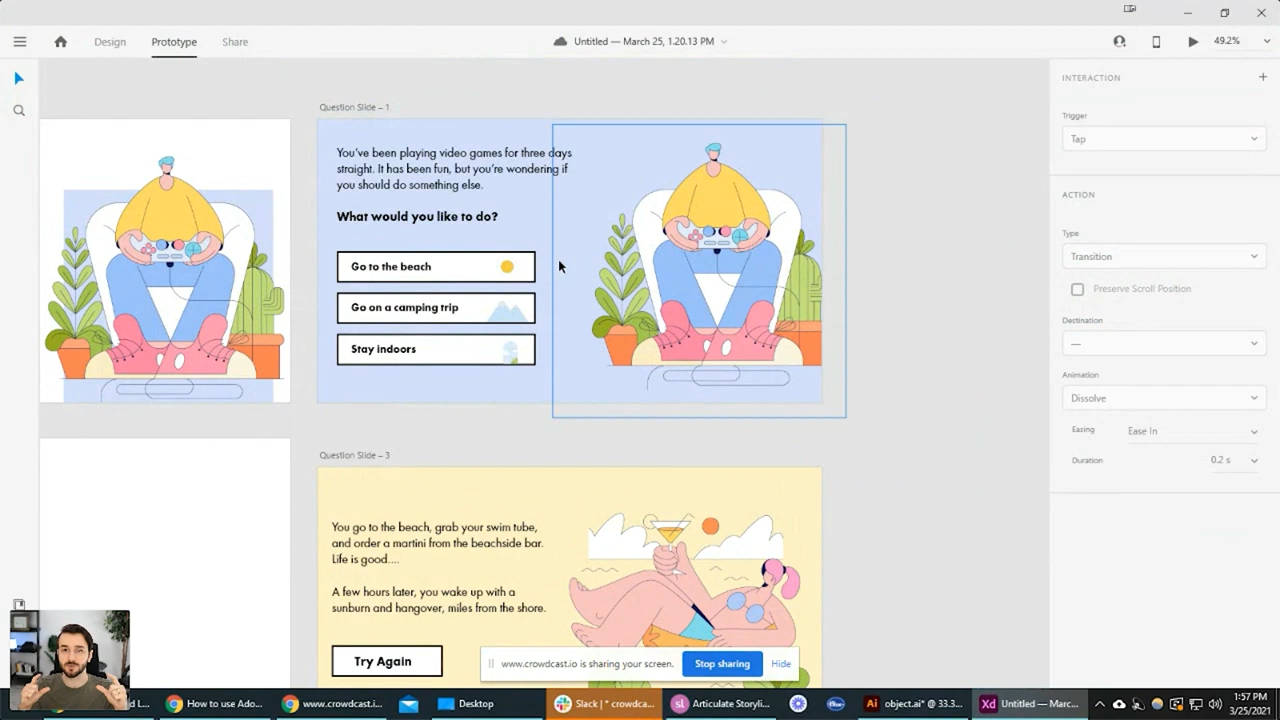 Design
Prototype
Share
Untitled — March 25, 1.20.13 PM
49.2%
INTERACTION
Trigger
Tap
ACTION
Type
Transition
Preserve Scroll Position
Destination
—
Animation
Dissolve
Easing
Ease In
Duration
0.2 s
Question Slide – 1
You've been playing video games for three days
straight. It has been fun, but you're wondering if
you should do something else.
What would you like to do?
Go to the beach
Go on a camping trip
Stay indoors
Question Slide – 3
You go to the beach, grab your swim tube,
and order a martini from the beachside bar.
Life is good....
A few hours later, you wake up with a
sunburn and hangover, miles from the shore.
Try Again
www.crowdcast.io is sharing your screen.
Stop sharing
Hide
d L...
How to use Ado...
www.crowdcast.i...
Desktop
Slack | * crowdca...
sl
Articulate Storyli...
Ai
object.ai* @ 33.3...
Xd
Untitled — Marc...
1:57 PM
3/25/2021